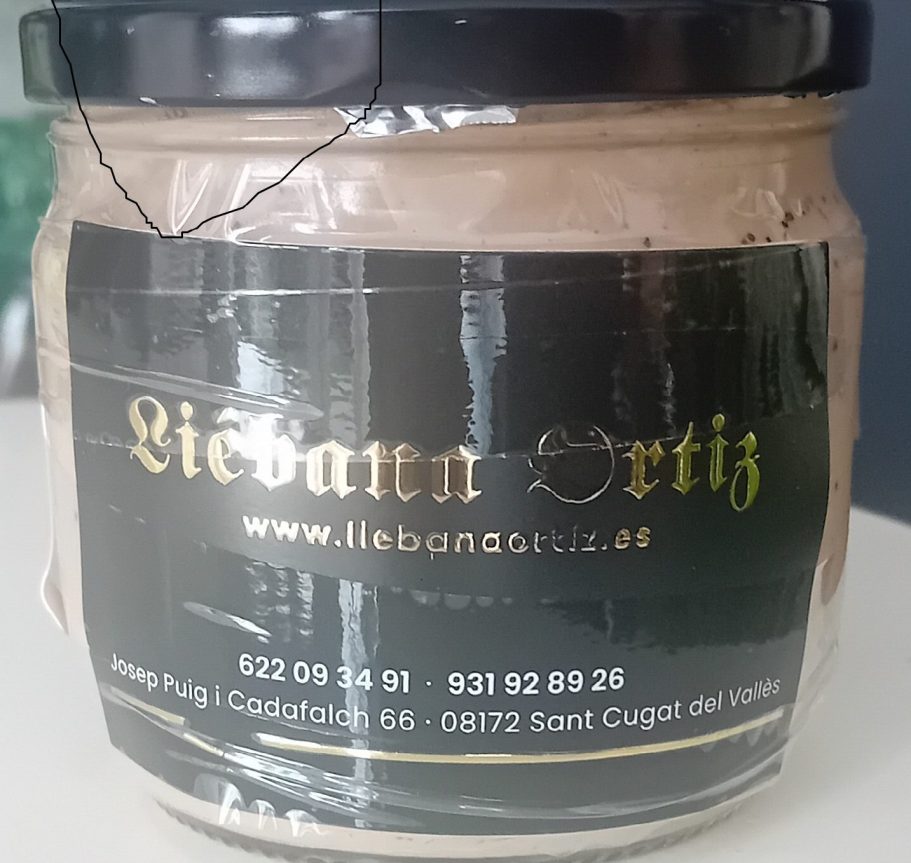 Liébana Ortiz
www.liebanaortiz.es
622 09 34 91 · 931 92 89 26
Josep Puig i Cadafalch 66 · 08172 Sant Cugat del Vallès